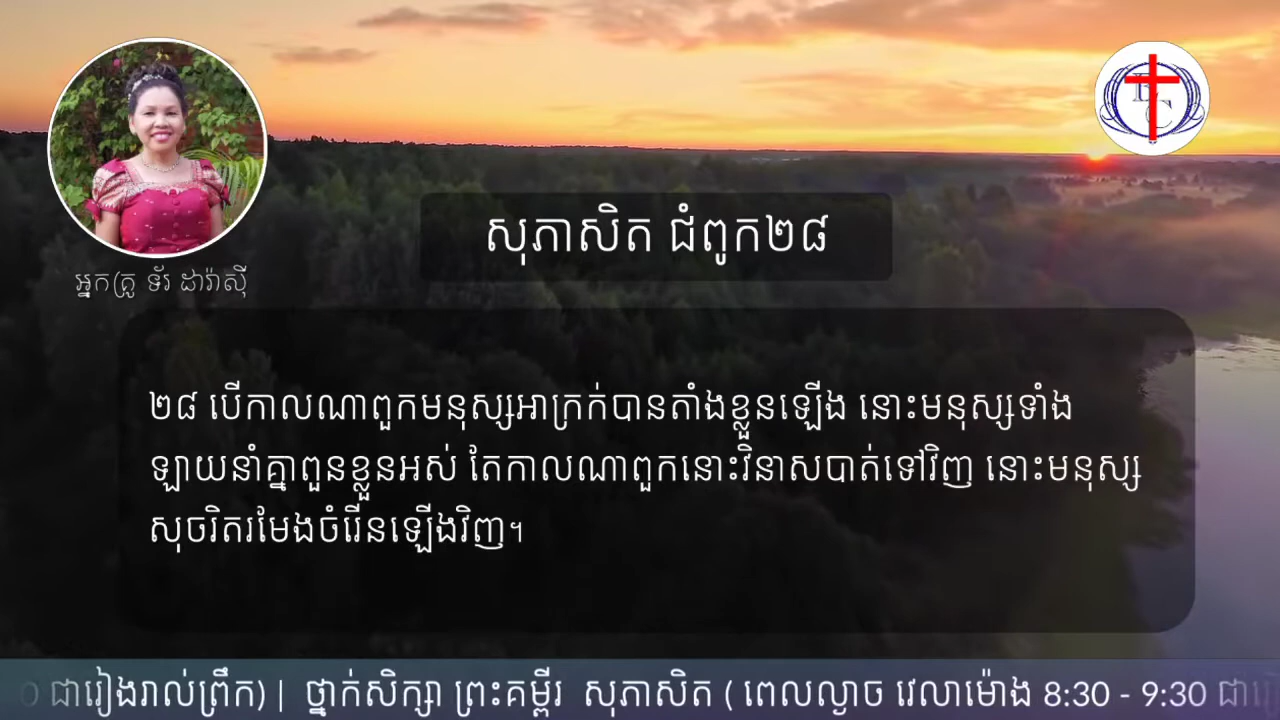 អ្នកគ្រូ ទ័រ ដារ៉ាស៊ី
សុភាសិត ជំពូក២៨
២៨ បើកាលណាពួកមនុស្សអាក្រក់បានតាំងខ្លួនឡើង នោះមនុស្សទាំង
ឡាយនាំគ្នាពួនខ្លួនអស់ តែកាលណាពួកនោះវិនាសបាត់ទៅវិញ នោះមនុស្ស
សុចរិតរមែងចំរើនឡើងវិញ។
ជារៀងរាល់ព្រឹក) | ថ្នាក់សិក្សា ព្រះគម្ពីរ សុភាសិត ( ពេលល្ងាច វេលាម៉ោង 8:30 - 9:30